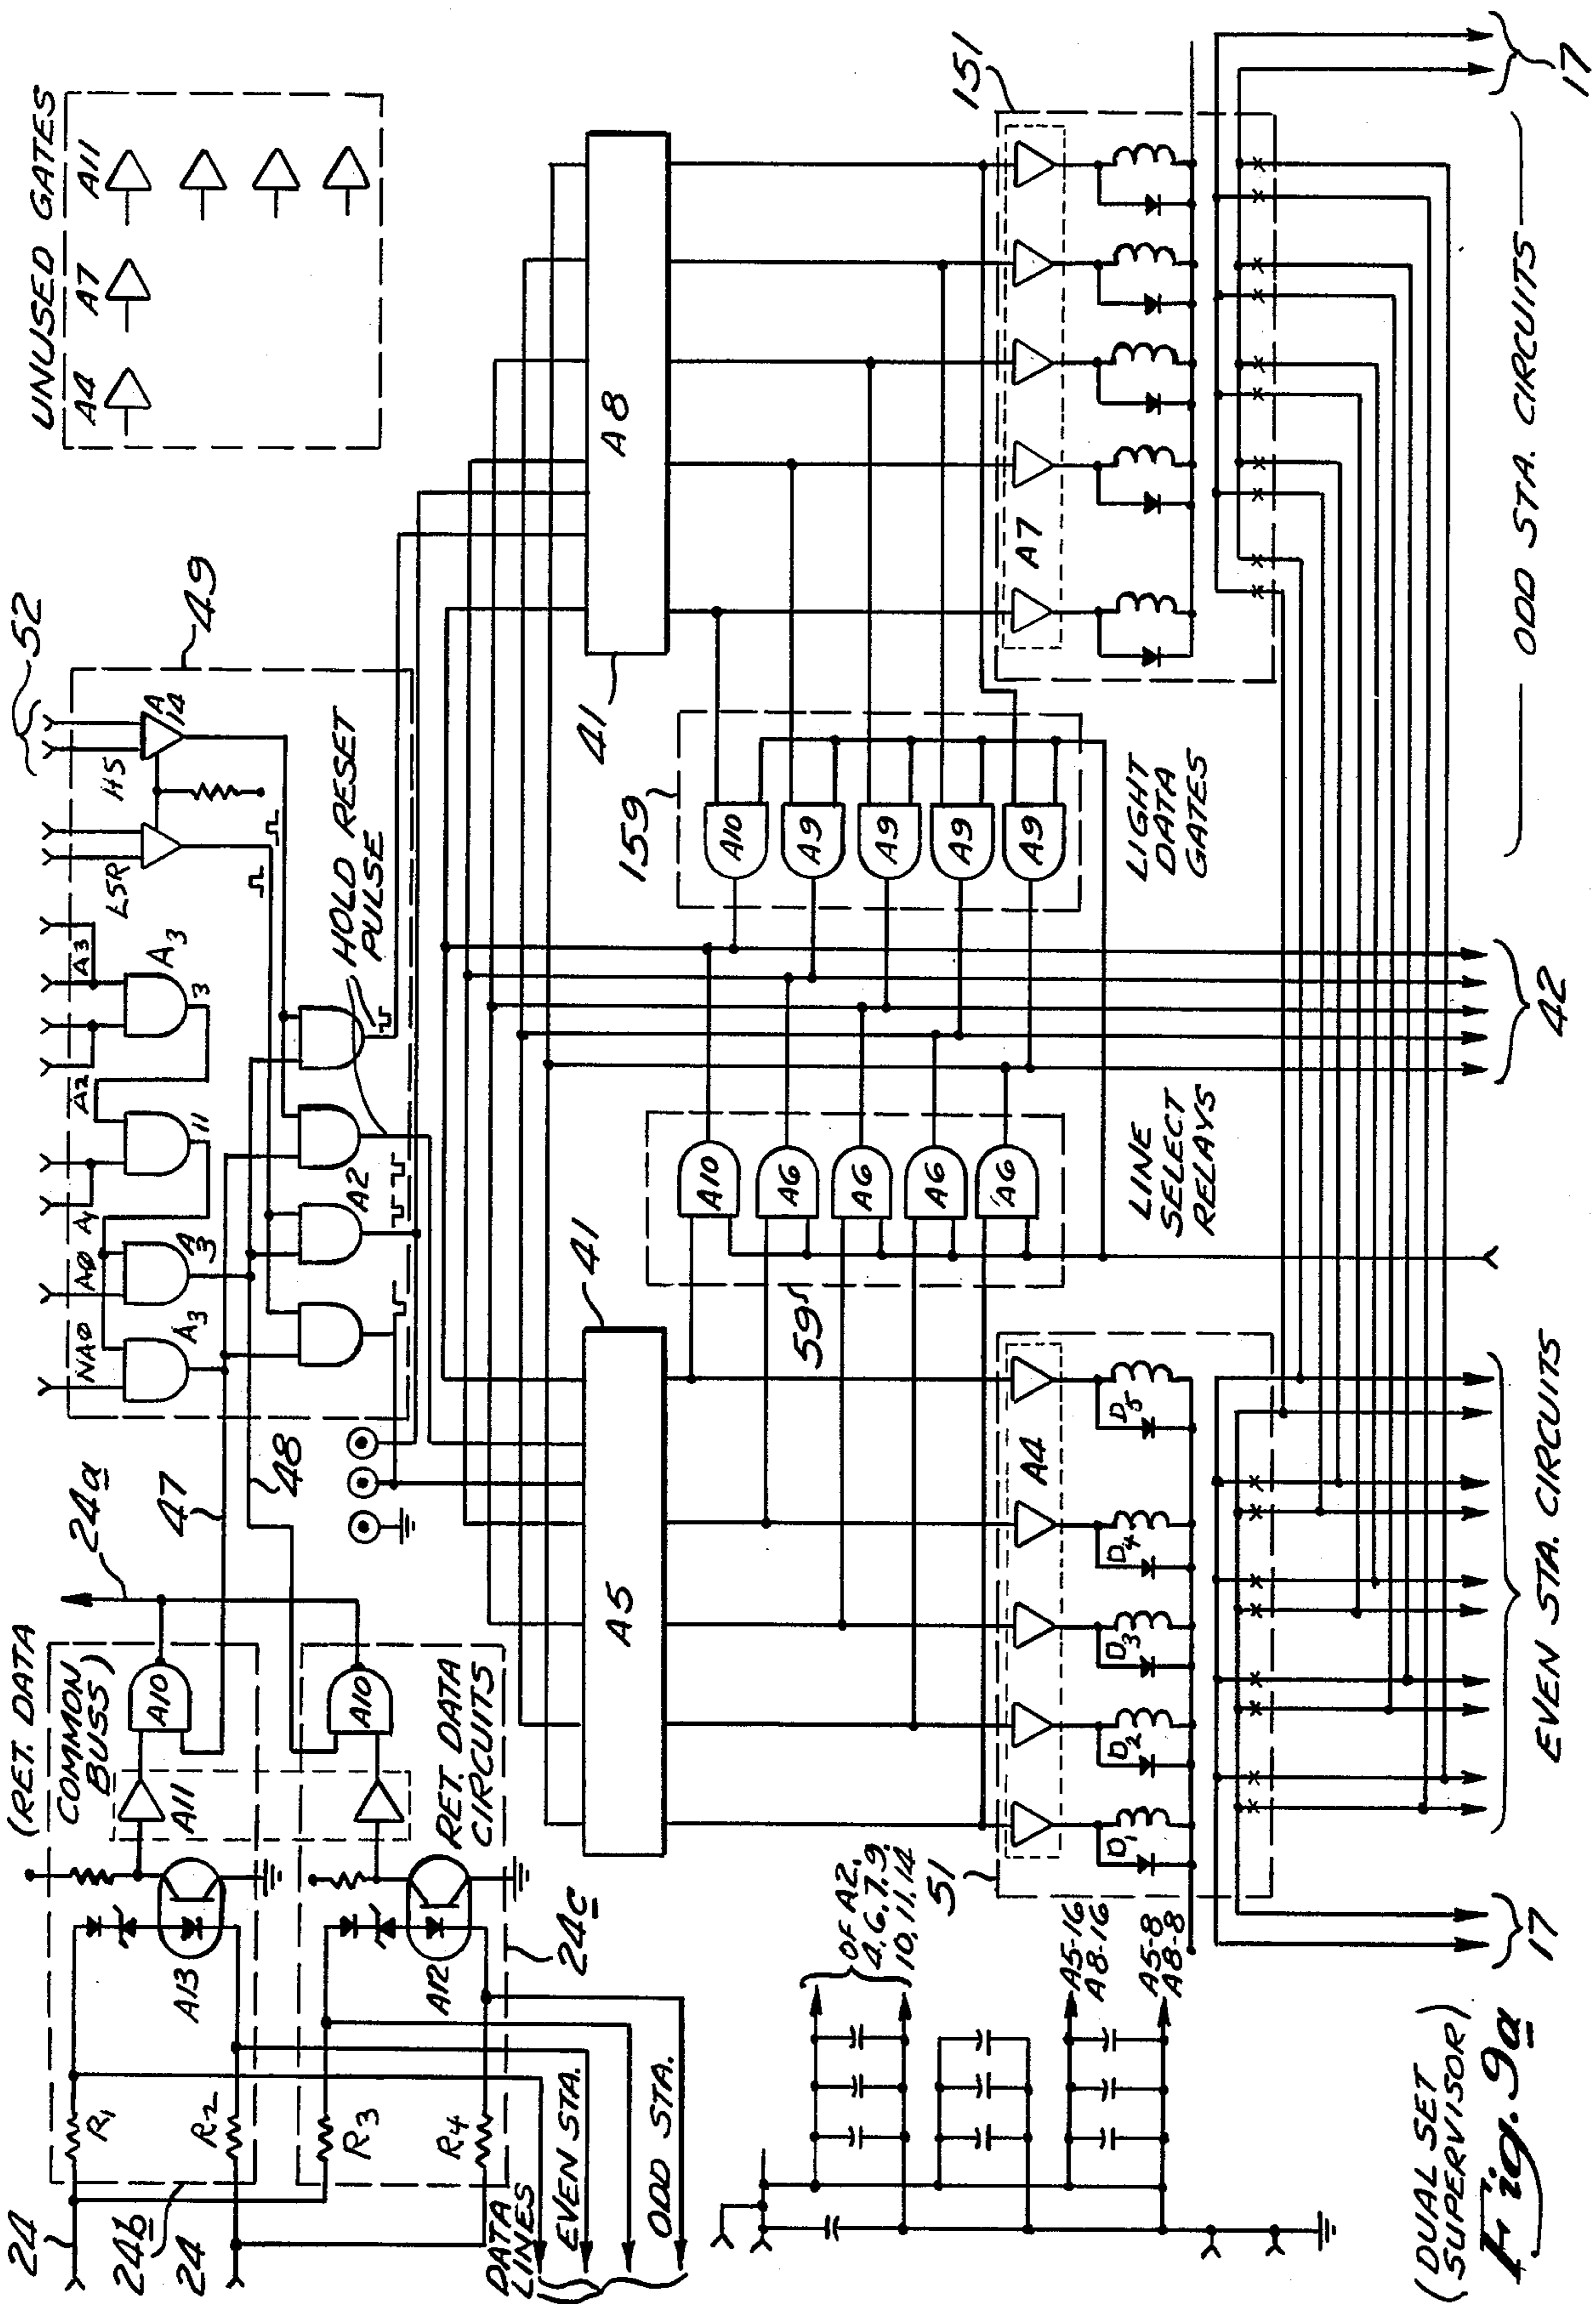 (RET. DATA
COMMON
BUSS)
24a
47
48
24
24b
24
R1
R2
R3
R4
A13
A12
A11
A10
A10
RET. DATA
CIRCUITS
24c
DATA
LINES
EVEN STA.
ODD STA.
52
49
NAØ
AØ
A1
A2
A3
LSR
HS
A14
A3
A3
11
A3
3
A2
HOLD RESET
PULSE
UNUSED GATES
A4
A7
A11
41
A5
41
A8
59
A10
A6
A6
A6
A6
LINE
SELECT
RELAYS
159
A10
A9
A9
A9
A9
LIGHT
DATA
GATES
OF A2,
4,6,7,9,
10,11,14
A5-16
A8-16
A5-8
A8-8
51
A4
D1
D2
D3
D4
D5
151
A7
17
EVEN STA. CIRCUITS
42
ODD STA. CIRCUITS
17
(DUAL SET
SUPERVISOR)
Fig. 9a